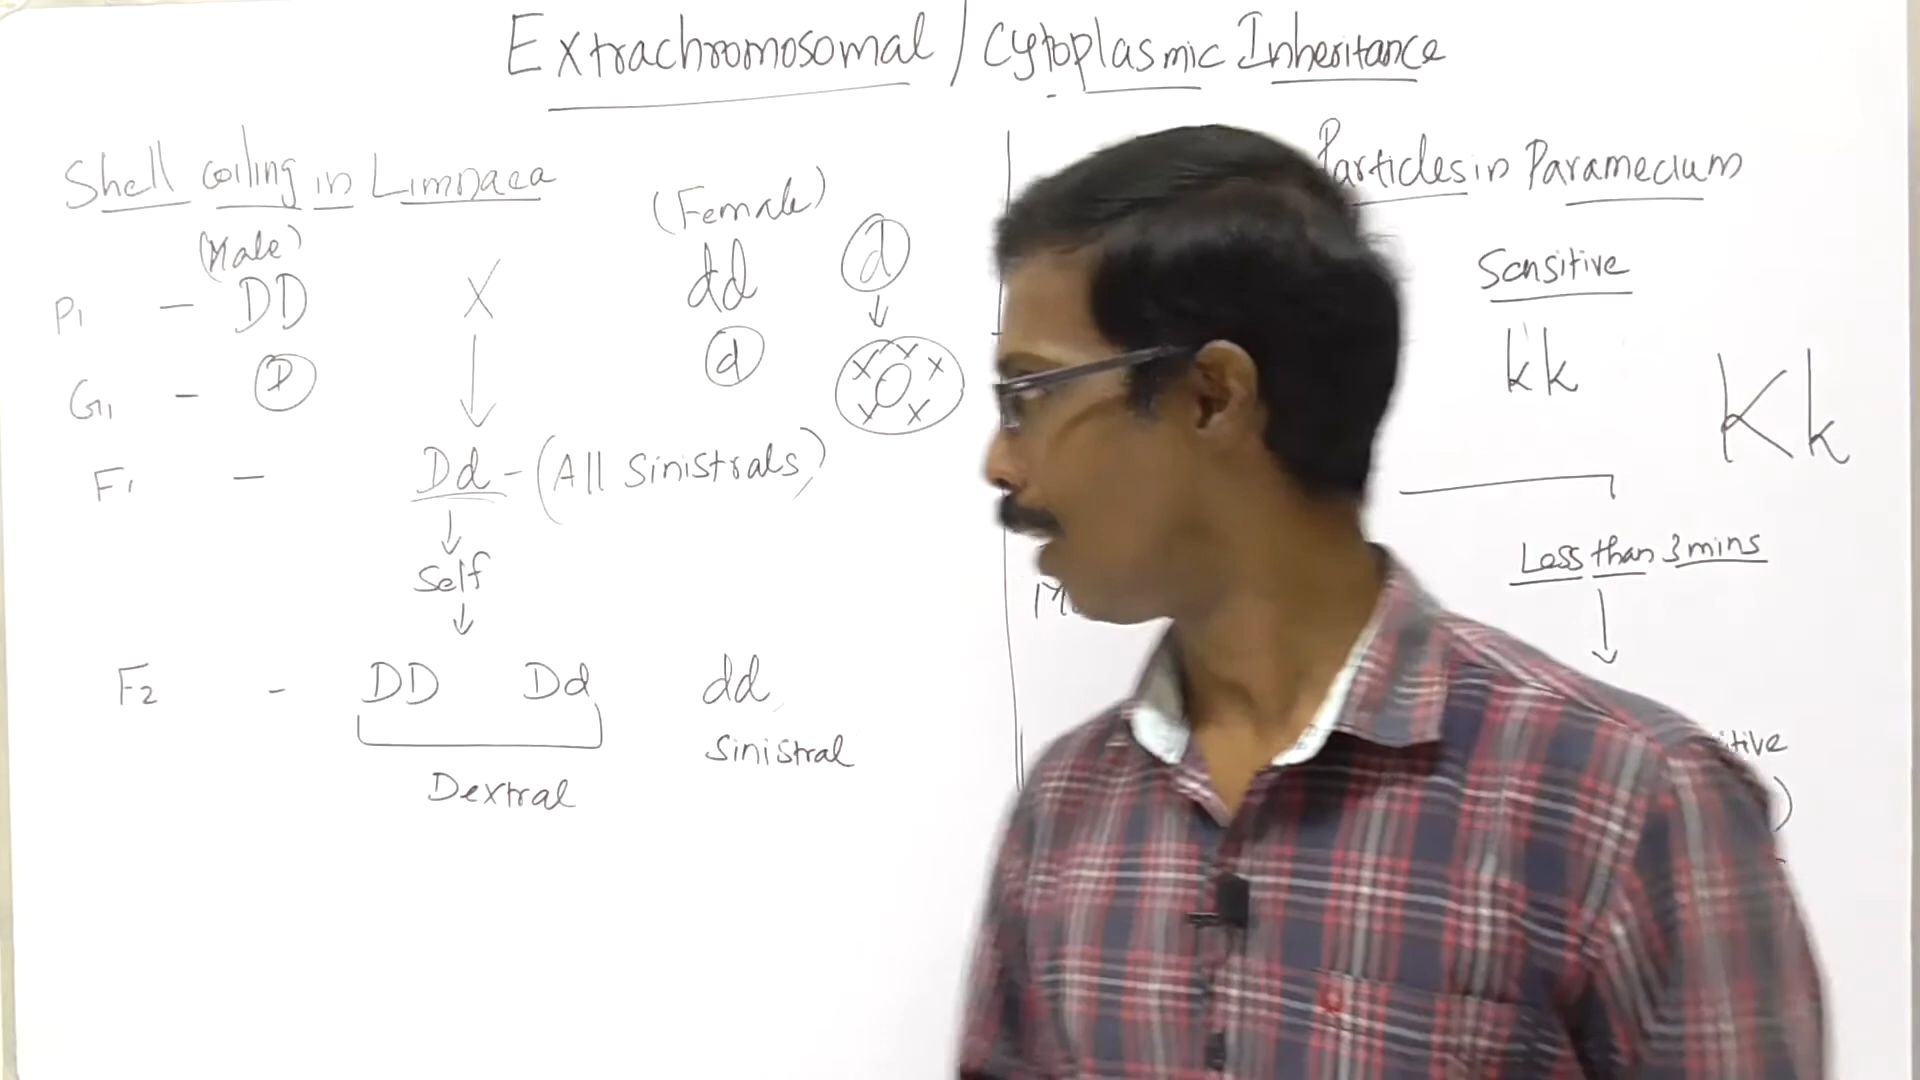 Extrachromosomal / Cytoplasmic Inheritance
Shell coiling in Limnaea
(Male)
(Female)
P1 - DD X dd d
G1 - D d
F1 - Dd - (All Sinistrals)
Self
F2 - DD Dd dd
Dextral
Sinistral
Particles in Paramecium
Sensitive
kk
Kk
Less than 3 mins